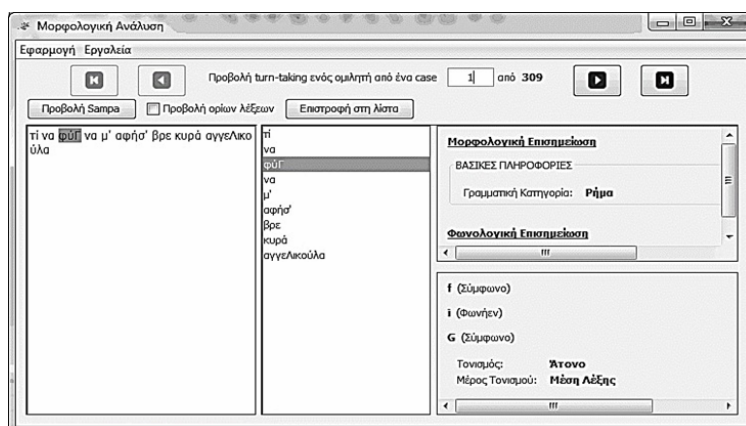 Μορφολογική Ανάλυση
Εφαρμογή Εργαλεία
Προβολή turn-taking ενός ομιλητή από ένα case 1 από 309
Προβολή Sampa Προβολή ορίων λέξεων Επιστροφή στη λίστα
τί να φύΓ να μ' αφήσ' βρε κυρά αγγεΛικο
ύλα
τί
να
φύΓ
να
μ'
αφήσ'
βρε
κυρά
αγγεΛικούλα
Μορφολογική Επισημείωση
ΒΑΣΙΚΕΣ ΠΛΗΡΟΦΟΡΙΕΣ
Γραμματική Κατηγορία: Ρήμα
Φωνολογική Επισημείωση
f (Σύμφωνο)
i (Φωνήεν)
G (Σύμφωνο)
Τονισμός: Άτονο
Μέρος Τονισμού: Μέση Λέξης